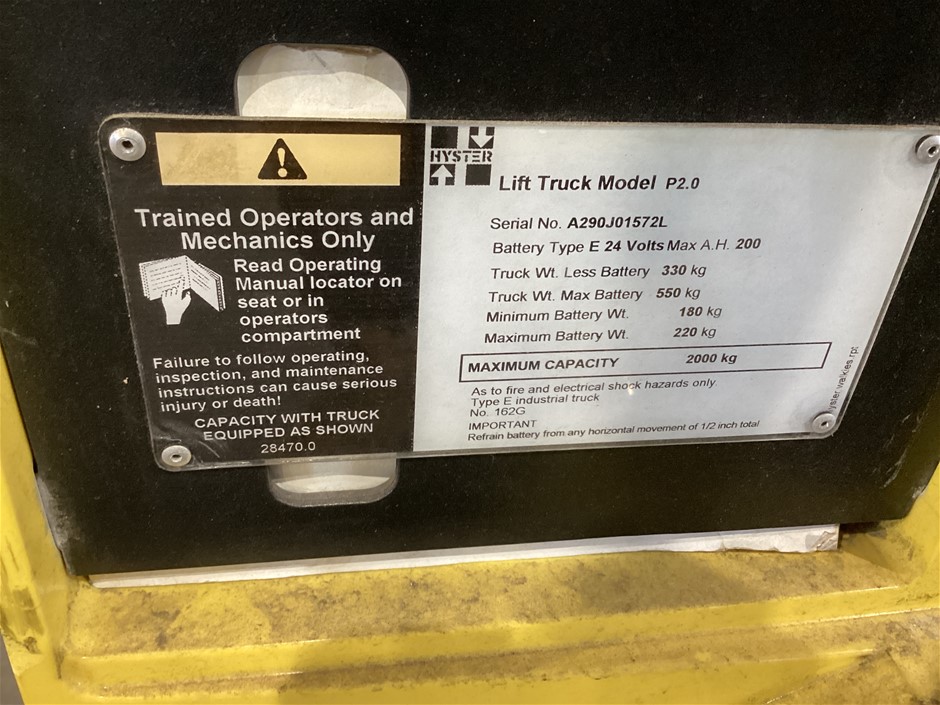 Trained Operators and
Mechanics Only
Read Operating
Manual locator on
seat or in
operators
compartment
Failure to follow operating,
inspection, and maintenance
instructions can cause serious
injury or death!
CAPACITY WITH TRUCK
EQUIPPED AS SHOWN
28470.0
HYSTER
Lift Truck Model P2.0
Serial No. A290J01572L
Battery Type E 24 Volts Max A.H. 200
Truck Wt. Less Battery 330 kg
Truck Wt. Max Battery 550 kg
Minimum Battery Wt. 180 kg
Maximum Battery Wt. 220 kg
MAXIMUM CAPACITY 2000 kg
As to fire and electrical shock hazards only.
Type E industrial truck
No. 162G
IMPORTANT
Refrain battery from any horizontal movement of 1/2 inch total
hyster.walkies.rpt